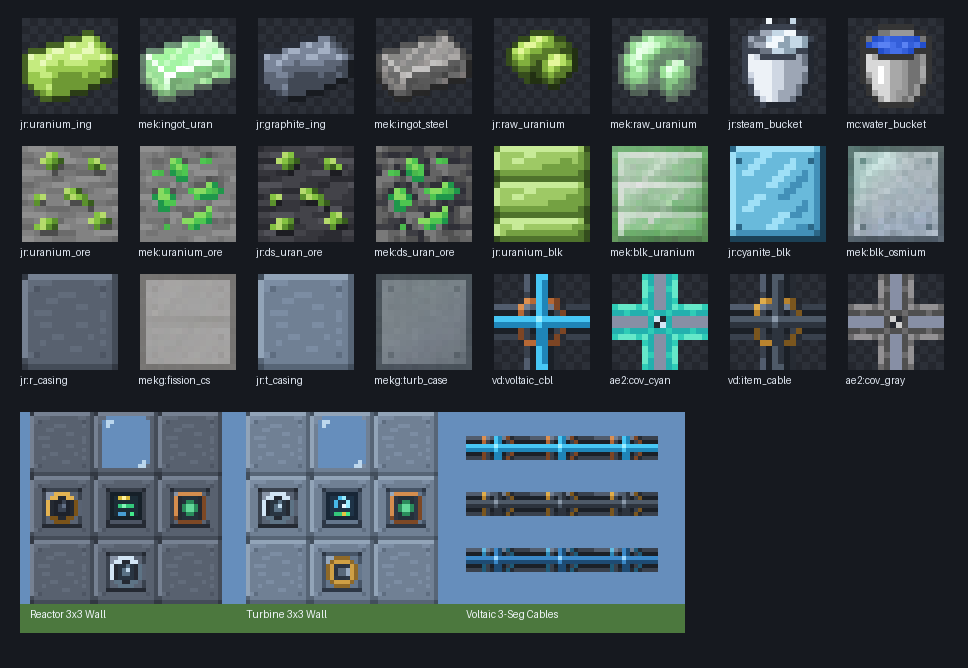 jr:uranium_ing mek:ingot_uran jr:graphite_ing mek:ingot_steel jr:raw_uranium mek:raw_uranium jr:steam_bucket mc:water_bucket
jr:uranium_ore mek:uranium_ore jr:ds_uran_ore mek:ds_uran_ore jr:uranium_blk mek:blk_uranium jr:cyanite_blk mek:blk_osmium
jr:r_casing mekg:fission_cs jr:t_casing mekg:turb_case vd:voltaic_cbl ae2:cov_cyan vd:item_cable ae2:cov_gray
Reactor 3x3 Wall Turbine 3x3 Wall Voltaic 3-Seg Cables